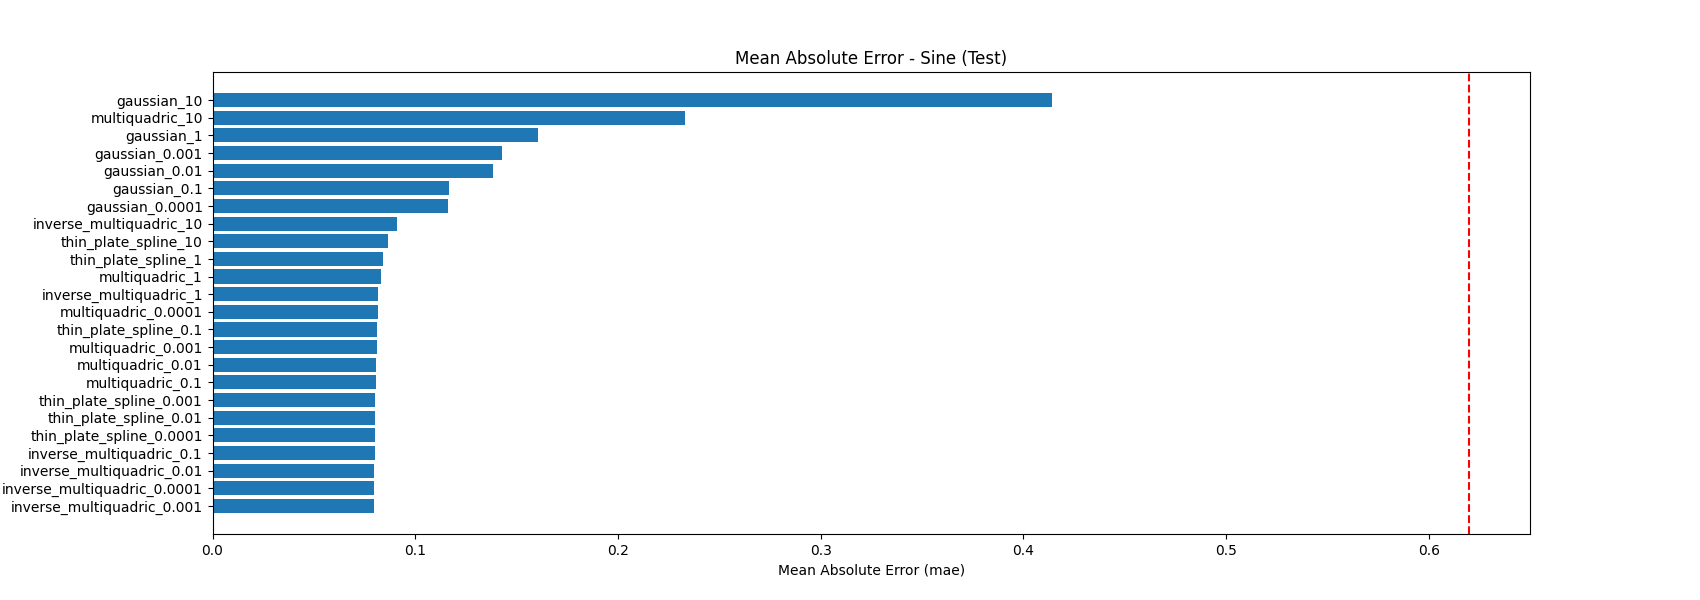 Mean Absolute Error - Sine (Test)
gaussian_10
multiquadric_10
gaussian_1
gaussian_0.001
gaussian_0.01
gaussian_0.1
gaussian_0.0001
inverse_multiquadric_10
thin_plate_spline_10
thin_plate_spline_1
multiquadric_1
inverse_multiquadric_1
multiquadric_0.0001
thin_plate_spline_0.1
multiquadric_0.001
multiquadric_0.01
multiquadric_0.1
thin_plate_spline_0.001
thin_plate_spline_0.01
thin_plate_spline_0.0001
inverse_multiquadric_0.1
inverse_multiquadric_0.01
inverse_multiquadric_0.0001
inverse_multiquadric_0.001
0.0 0.1 0.2 0.3 0.4 0.5 0.6
Mean Absolute Error (mae)